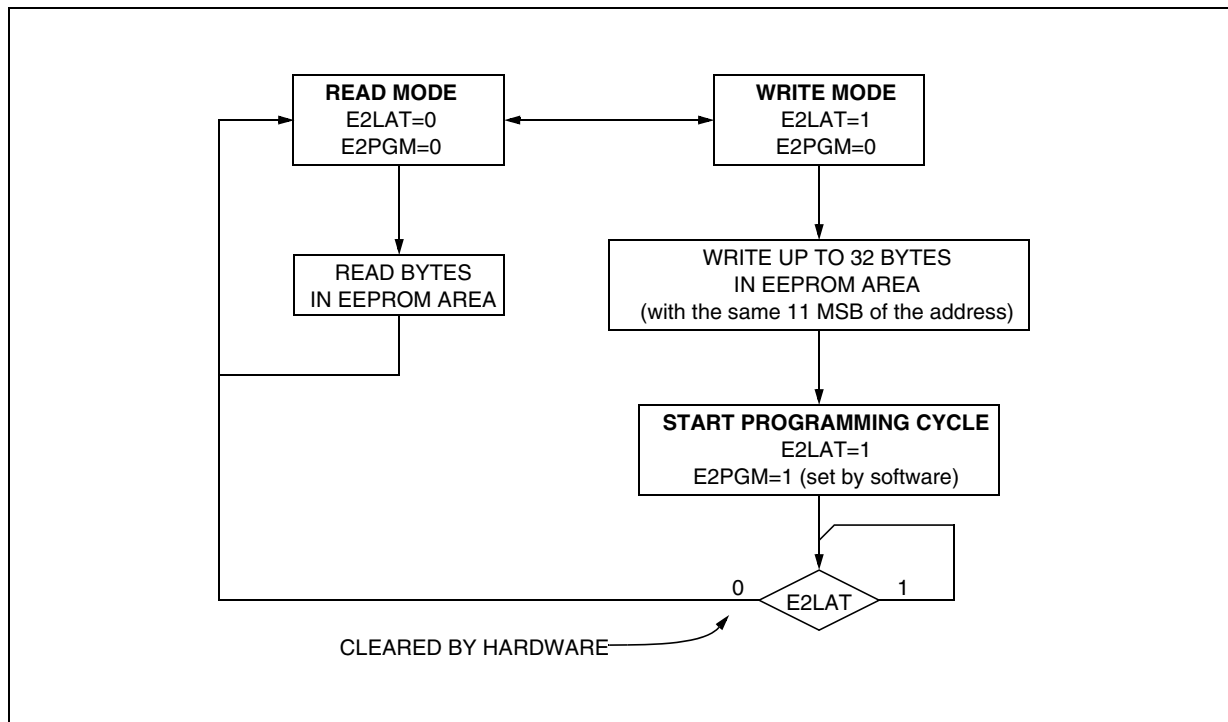 READ MODE
E2LAT=0
E2PGM=0
WRITE MODE
E2LAT=1
E2PGM=0
READ BYTES
IN EEPROM AREA
WRITE UP TO 32 BYTES
IN EEPROM AREA
(with the same 11 MSB of the address)
START PROGRAMMING CYCLE
E2LAT=1
E2PGM=1 (set by software)
0
E2LAT
1
CLEARED BY HARDWARE